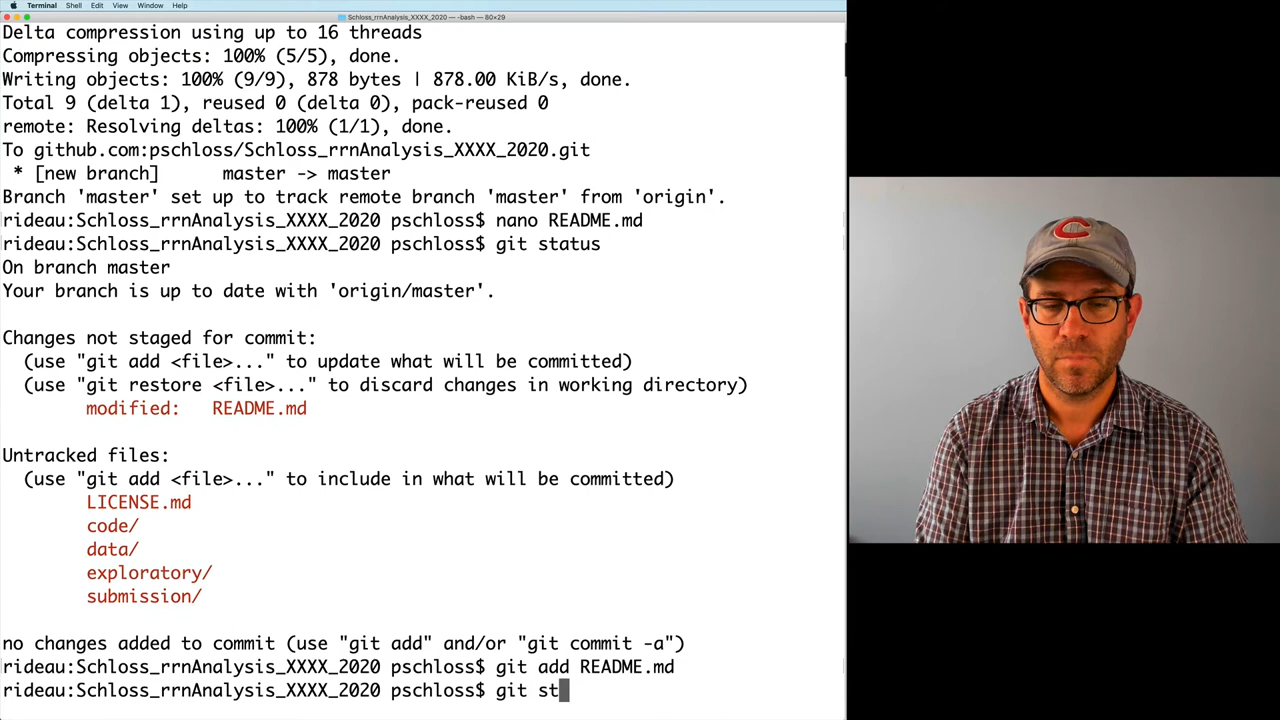 Terminal Shell Edit View Window Help
Schloss_rrnAnalysis_XXXX_2020 — -bash — 80×29
Delta compression using up to 16 threads
Compressing objects: 100% (5/5), done.
Writing objects: 100% (9/9), 878 bytes | 878.00 KiB/s, done.
Total 9 (delta 1), reused 0 (delta 0), pack-reused 0
remote: Resolving deltas: 100% (1/1), done.
To github.com:pschloss/Schloss_rrnAnalysis_XXXX_2020.git
* [new branch] master -> master
Branch 'master' set up to track remote branch 'master' from 'origin'.
rideau:Schloss_rrnAnalysis_XXXX_2020 pschloss$ nano README.md
rideau:Schloss_rrnAnalysis_XXXX_2020 pschloss$ git status
On branch master
Your branch is up to date with 'origin/master'.
Changes not staged for commit:
(use "git add <file>..." to update what will be committed)
(use "git restore <file>..." to discard changes in working directory)
modified: README.md
Untracked files:
(use "git add <file>..." to include in what will be committed)
LICENSE.md
code/
data/
exploratory/
submission/
no changes added to commit (use "git add" and/or "git commit -a")
rideau:Schloss_rrnAnalysis_XXXX_2020 pschloss$ git add README.md
rideau:Schloss_rrnAnalysis_XXXX_2020 pschloss$ git st
C